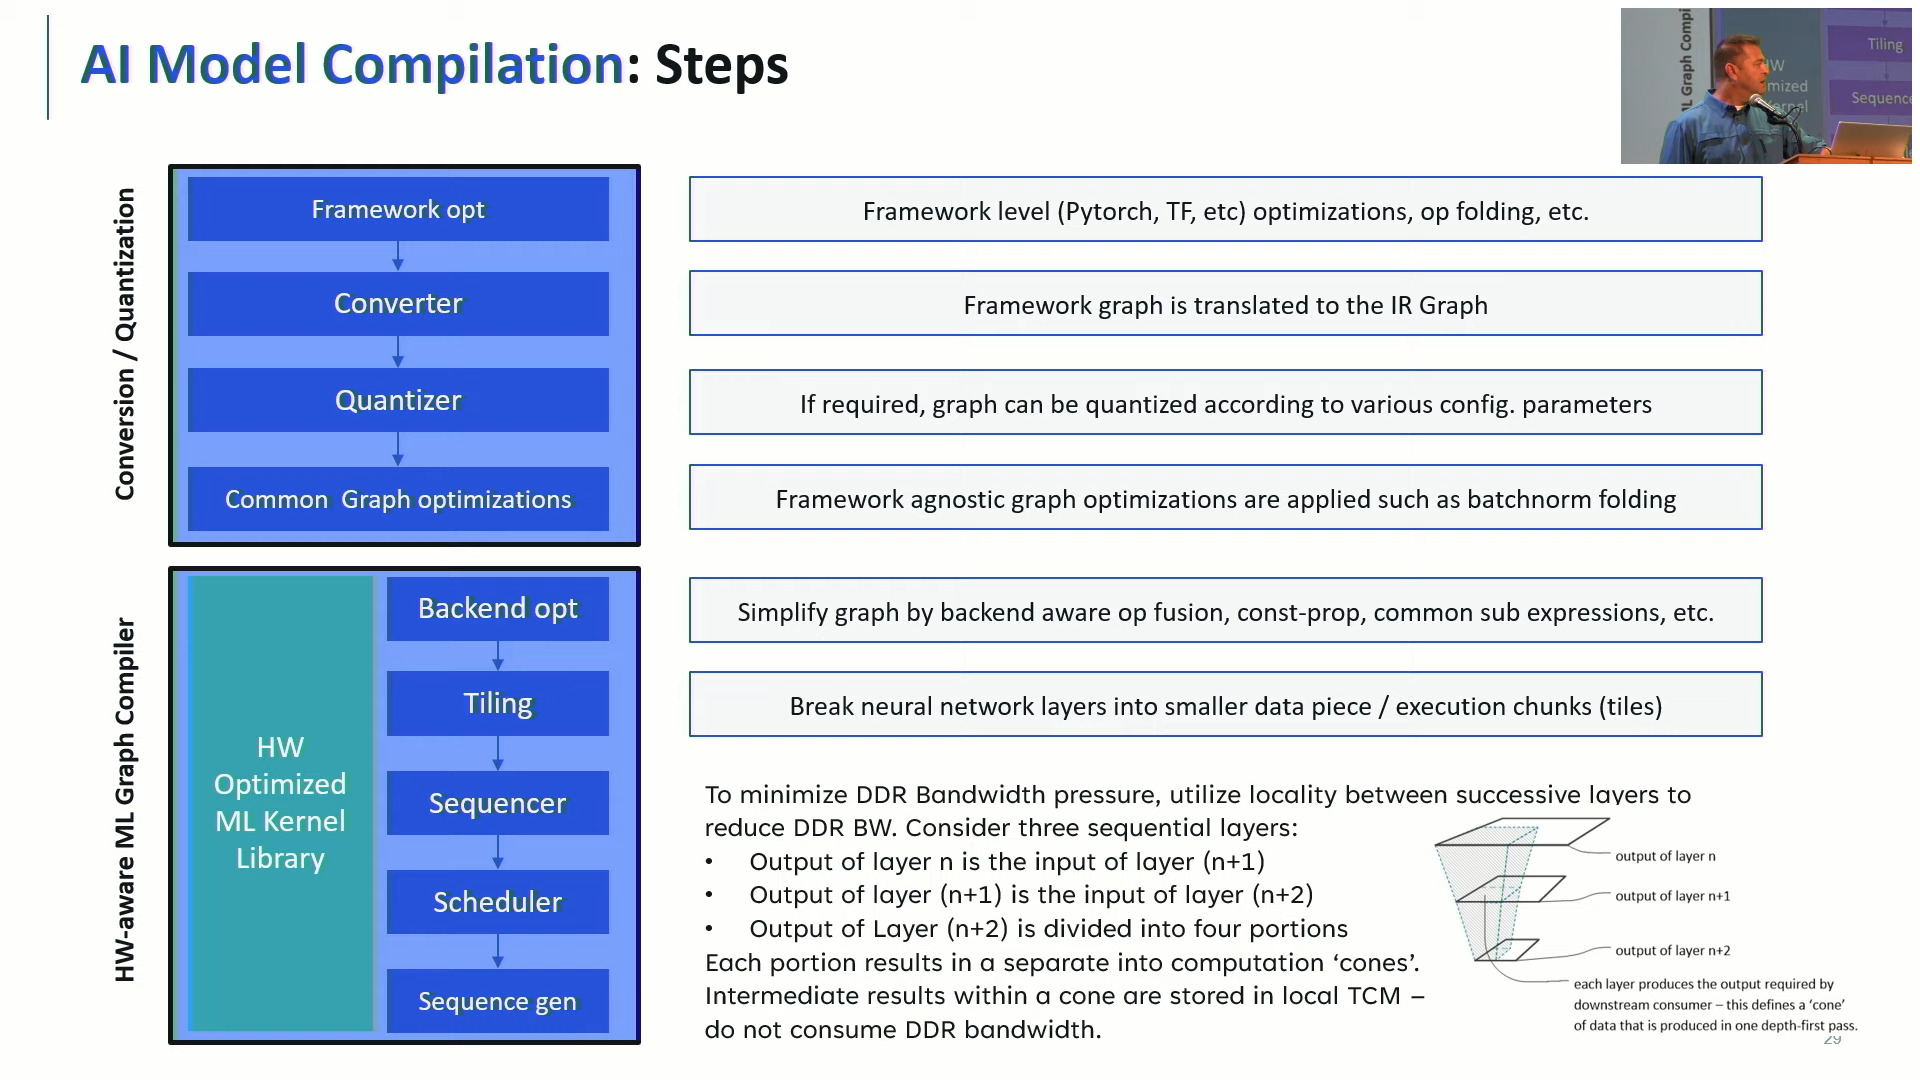 AI Model Compilation: Steps
ML Graph Compi
HW
mized
ernel
Tiling
Sequence
Conversion / Quantization
Framework opt
Converter
Quantizer
Common Graph optimizations
Framework level (Pytorch, TF, etc) optimizations, op folding, etc.
Framework graph is translated to the IR Graph
If required, graph can be quantized according to various config. parameters
Framework agnostic graph optimizations are applied such as batchnorm folding
HW-aware ML Graph Compiler
HW
Optimized
ML Kernel
Library
Backend opt
Tiling
Sequencer
Scheduler
Sequence gen
Simplify graph by backend aware op fusion, const-prop, common sub expressions, etc.
Break neural network layers into smaller data piece / execution chunks (tiles)
To minimize DDR Bandwidth pressure, utilize locality between successive layers to
reduce DDR BW. Consider three sequential layers:
• Output of layer n is the input of layer (n+1)
• Output of layer (n+1) is the input of layer (n+2)
• Output of Layer (n+2) is divided into four portions
Each portion results in a separate into computation ‘cones’.
Intermediate results within a cone are stored in local TCM –
do not consume DDR bandwidth.
output of layer n
output of layer n+1
output of layer n+2
each layer produces the output required by
downstream consumer – this defines a ‘cone’
of data that is produced in one depth-first pass.
29